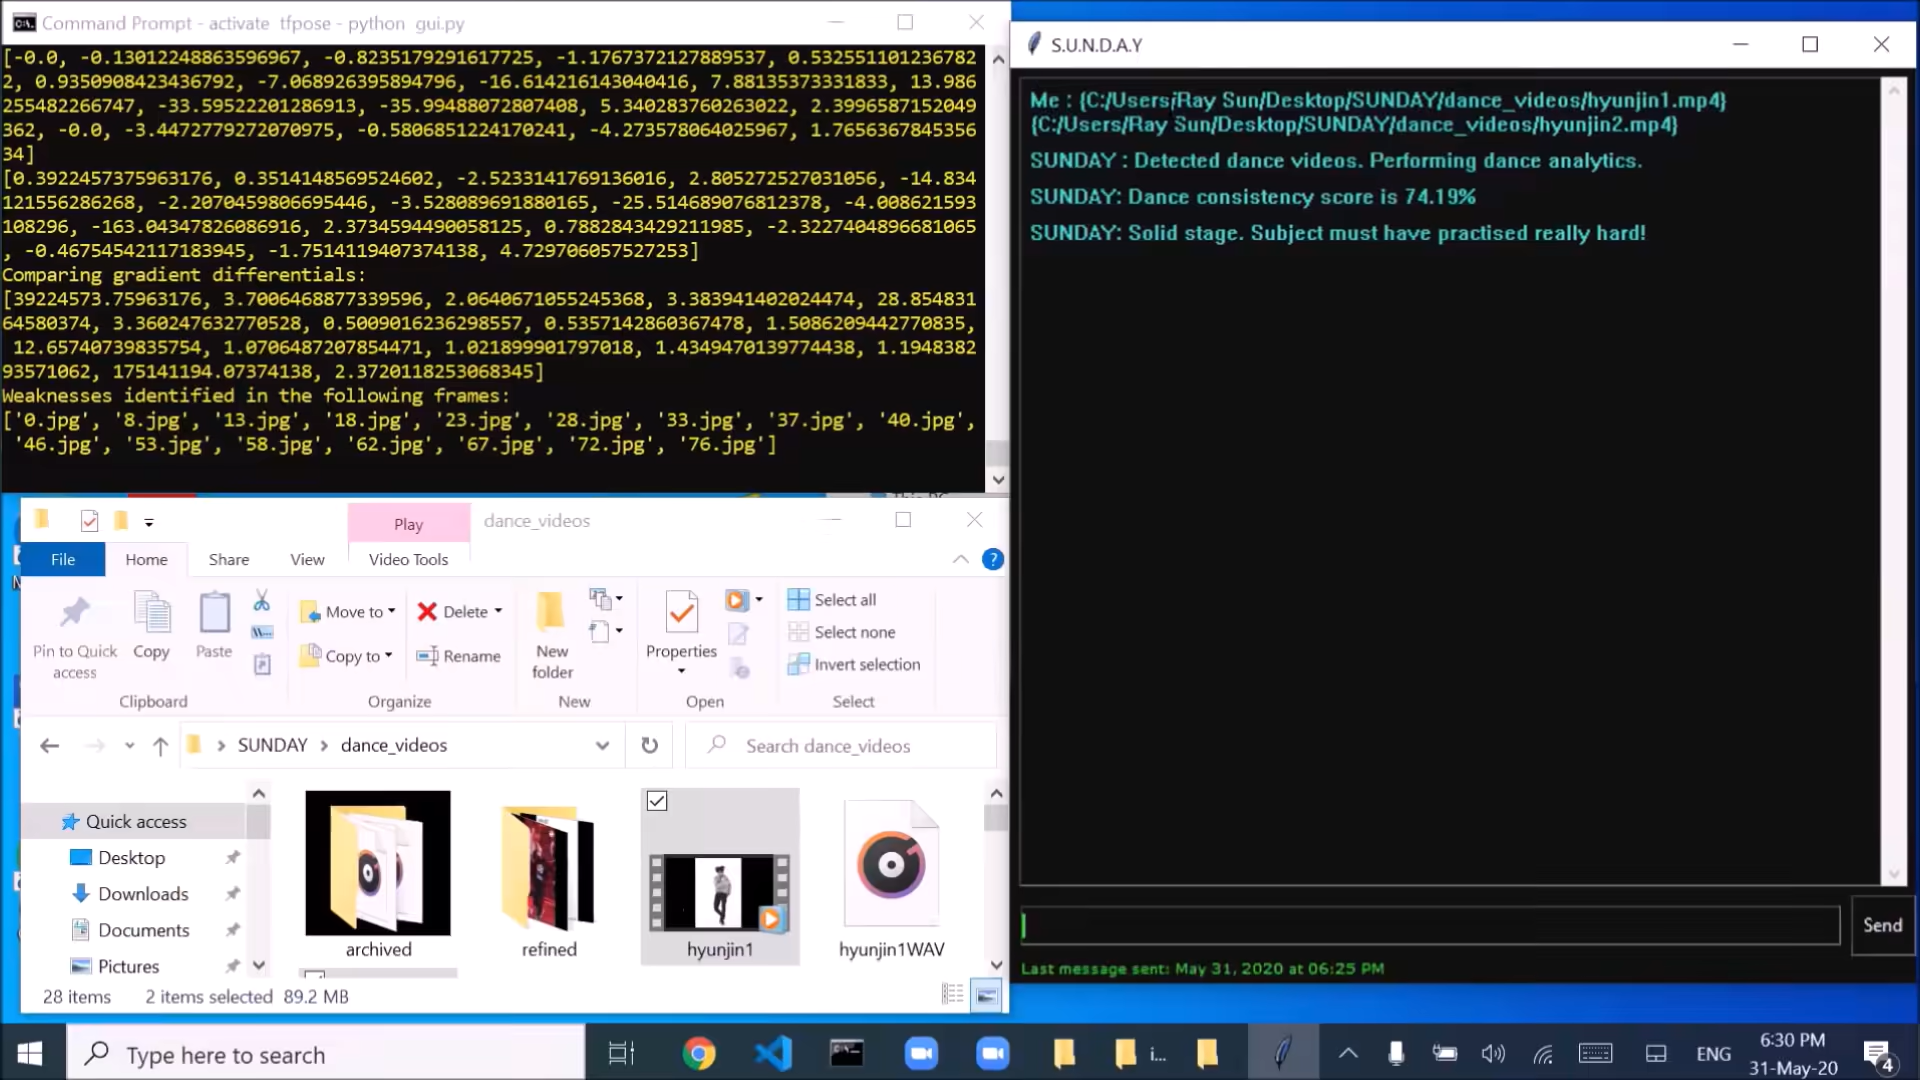 Command Prompt - activate  tfpose - python  gui.py
[-0.0, -0.13012248863596967, -0.8235179291617725, -1.1767372127889537, 0.532551101236782
2, 0.9350908423436792, -7.068926395894796, -16.614216143040416, 7.881353733318​33, 13.986
255482266747, -33.595222201286913, -35.99488072807408, 5.340283760263022, 2.3996587152049
362, -0.0, -3.4472779272070975, -0.5806851224170241, -4.273578064025967, 1.7656367845356
34]
[0.3922457375963176, 0.3514148569524602, -2.5233141769136016, 2.805272527031056, -14.834
121556286268, -2.2070459806695446, -3.528089691880165, -25.514689076812378, -4.008621593
108296, -163.04347826086916, 2.3734594490058125, 0.7882843429211985, -2.3227404896681065
, -0.46754542117183945, -1.7514119407374138, 4.729706057527253]
Comparing gradient differentials:
[39224573.75963176, 3.7006468877339596, 2.0640671055245368, 3.383941402024474, 28.854831
64580374, 3.360247632770528, 0.5009016236298557, 0.5357142860367478, 1.5086209442770835,
12.65740739835754, 1.0706487207854471, 1.021899901797018, 1.4349470139774438, 1.1948382
93571062, 175141194.07374138, 2.3720118253068345]
Weaknesses identified in the following frames:
['0.jpg', '8.jpg', '13.jpg', '18.jpg', '23.jpg', '28.jpg', '33.jpg', '37.jpg', '40.jpg',
'46.jpg', '53.jpg', '58.jpg', '62.jpg', '67.jpg', '72.jpg', '76.jpg']
S.U.N.D.A.Y
Me : {C:/Users/Ray Sun/Desktop/SUNDAY/dance_videos/hyunjin1.mp4}
{C:/Users/Ray Sun/Desktop/SUNDAY/dance_videos/hyunjin2.mp4}
SUNDAY : Detected dance videos. Performing dance analytics.
SUNDAY: Dance consistency score is 74.19%
SUNDAY: Solid stage. Subject must have practised really hard!
Send
Last message sent: May 31, 2020 at 06:25 PM
Play
dance_videos
File
Home
Share
View
Video Tools
Pin to Quick
access
Copy
Paste
Move to
Copy to
Delete
Rename
New
folder
Properties
Select all
Select none
Invert selection
Clipboard
Organize
New
Open
Select
SUNDAY
dance_videos
Search dance_videos
Quick access
Desktop
Downloads
Documents
Pictures
archived
refined
hyunjin1
hyunjin1WAV
28 items
2 items selected
89.2 MB
Type here to search
i...
ENG
6:30 PM
31-May-20
4